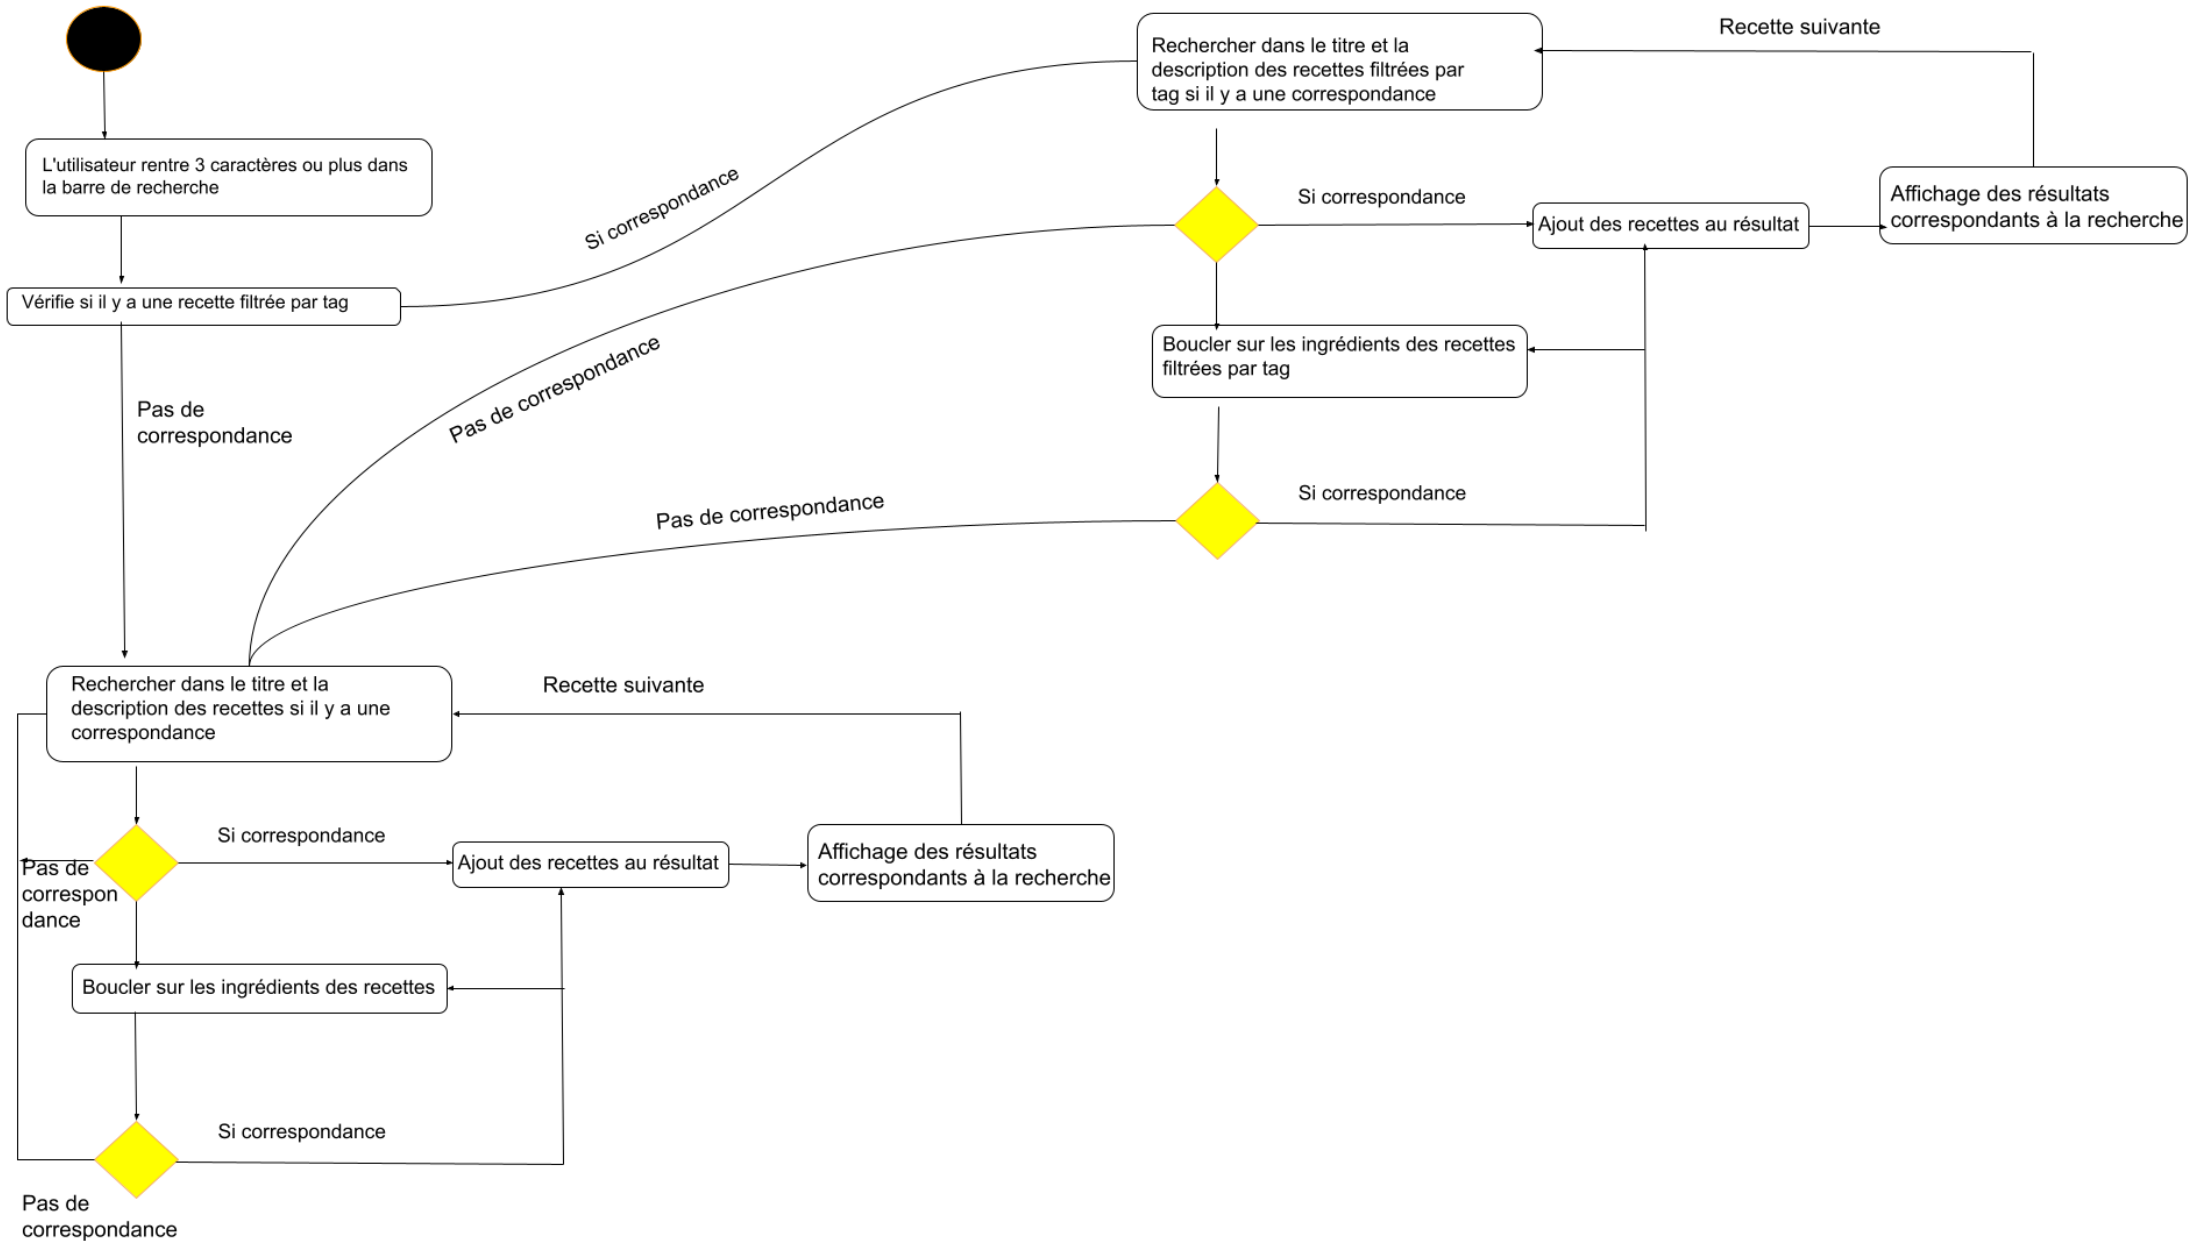 L'utilisateur rentre 3 caractères ou plus dans
la barre de recherche
Vérifie si il y a une recette filtrée par tag
Si correspondance
Pas de
correspondance
Pas de correspondance
Pas de correspondance
Recette suivante
Rechercher dans le titre et la
description des recettes filtrées par
tag si il y a une correspondance
Si correspondance
Ajout des recettes au résultat
Affichage des résultats
correspondants à la recherche
Boucler sur les ingrédients des recettes
filtrées par tag
Si correspondance
Rechercher dans le titre et la
description des recettes si il y a une
correspondance
Recette suivante
Si correspondance
Ajout des recettes au résultat
Affichage des résultats
correspondants à la recherche
Pas de
correspon
dance
Boucler sur les ingrédients des recettes
Si correspondance
Pas de
correspondance